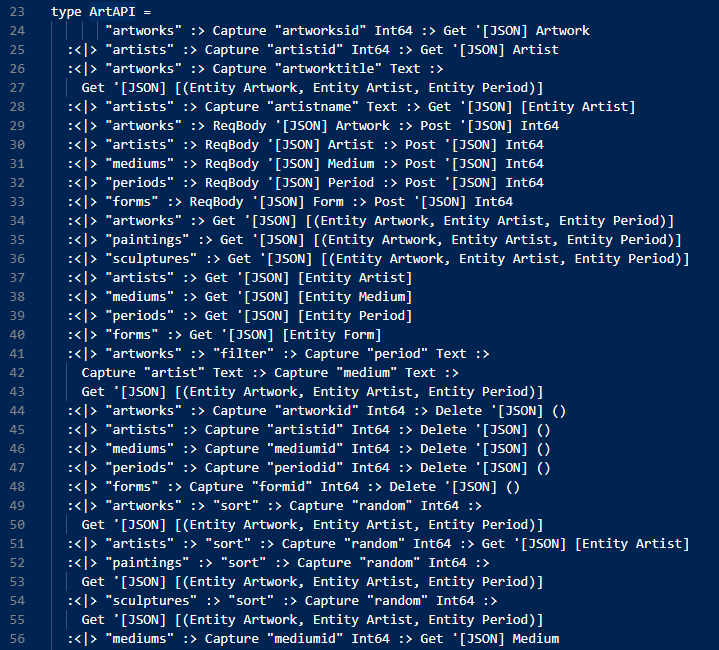 23 type ArtAPI =
24 "artworks" :> Capture "artworksid" Int64 :> Get '[JSON] Artwork
25 :<|> "artists" :> Capture "artistid" Int64 :> Get '[JSON] Artist
26 :<|> "artworks" :> Capture "artworktitle" Text :>
27 Get '[JSON] [(Entity Artwork, Entity Artist, Entity Period)]
28 :<|> "artists" :> Capture "artistname" Text :> Get '[JSON] [Entity Artist]
29 :<|> "artworks" :> ReqBody '[JSON] Artwork :> Post '[JSON] Int64
30 :<|> "artists" :> ReqBody '[JSON] Artist :> Post '[JSON] Int64
31 :<|> "mediums" :> ReqBody '[JSON] Medium :> Post '[JSON] Int64
32 :<|> "periods" :> ReqBody '[JSON] Period :> Post '[JSON] Int64
33 :<|> "forms" :> ReqBody '[JSON] Form :> Post '[JSON] Int64
34 :<|> "artworks" :> Get '[JSON] [(Entity Artwork, Entity Artist, Entity Period)]
35 :<|> "paintings" :> Get '[JSON] [(Entity Artwork, Entity Artist, Entity Period)]
36 :<|> "sculptures" :> Get '[JSON] [(Entity Artwork, Entity Artist, Entity Period)]
37 :<|> "artists" :> Get '[JSON] [Entity Artist]
38 :<|> "mediums" :> Get '[JSON] [Entity Medium]
39 :<|> "periods" :> Get '[JSON] [Entity Period]
40 :<|> "forms" :> Get '[JSON] [Entity Form]
41 :<|> "artworks" :> "filter" :> Capture "period" Text :>
42 Capture "artist" Text :> Capture "medium" Text :>
43 Get '[JSON] [(Entity Artwork, Entity Artist, Entity Period)]
44 :<|> "artworks" :> Capture "artworkid" Int64 :> Delete '[JSON] ()
45 :<|> "artists" :> Capture "artistid" Int64 :> Delete '[JSON] ()
46 :<|> "mediums" :> Capture "mediumid" Int64 :> Delete '[JSON] ()
47 :<|> "periods" :> Capture "periodid" Int64 :> Delete '[JSON] ()
48 :<|> "forms" :> Capture "formid" Int64 :> Delete '[JSON] ()
49 :<|> "artworks" :> "sort" :> Capture "random" Int64 :>
50 Get '[JSON] [(Entity Artwork, Entity Artist, Entity Period)]
51 :<|> "artists" :> "sort" :> Capture "random" Int64 :> Get '[JSON] [Entity Artist]
52 :<|> "paintings" :> "sort" :> Capture "random" Int64 :>
53 Get '[JSON] [(Entity Artwork, Entity Artist, Entity Period)]
54 :<|> "sculptures" :> "sort" :> Capture "random" Int64 :>
55 Get '[JSON] [(Entity Artwork, Entity Artist, Entity Period)]
56 :<|> "mediums" :> Capture "mediumid" Int64 :> Get '[JSON] Medium